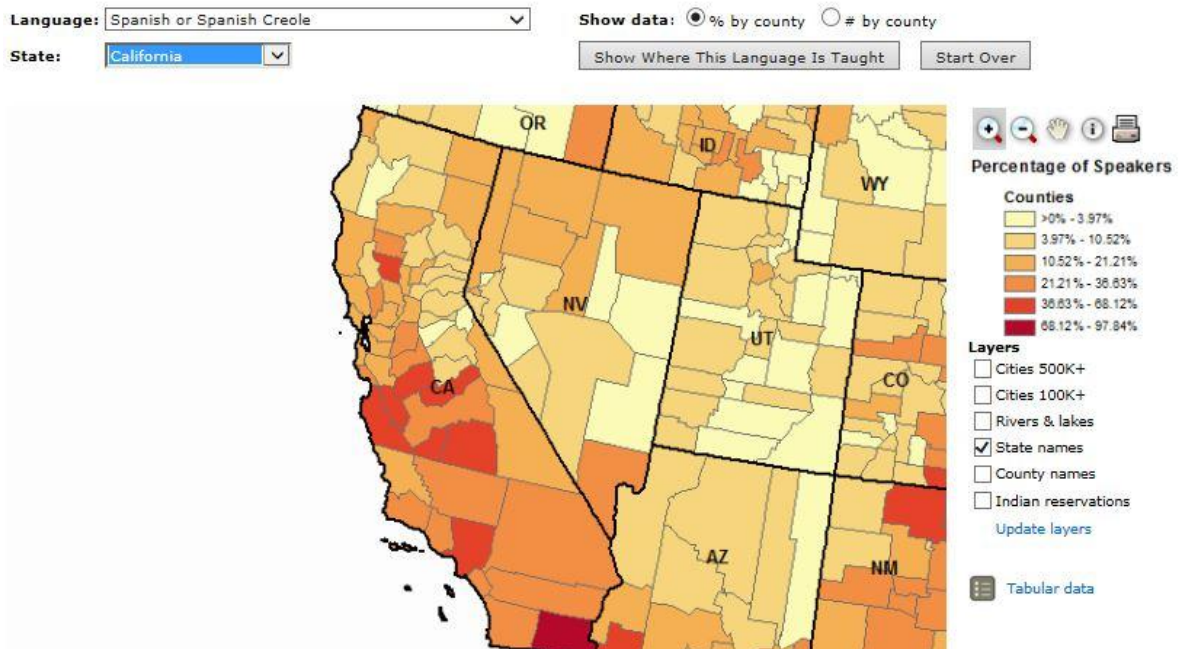 Language: Spanish or Spanish Creole
Show data: % by county # by county
State: California
Show Where This Language Is Taught
Start Over
OR
ID
WY
NV
UT
CO
CA
AZ
NM
Percentage of Speakers
Counties
>0% - 3.97%
3.97% - 10.52%
10.52% - 21.21%
21.21% - 36.63%
36.63% - 68.12%
68.12% - 97.84%
Layers
Cities 500K+
Cities 100K+
Rivers & lakes
State names
County names
Indian reservations
Update layers
Tabular data